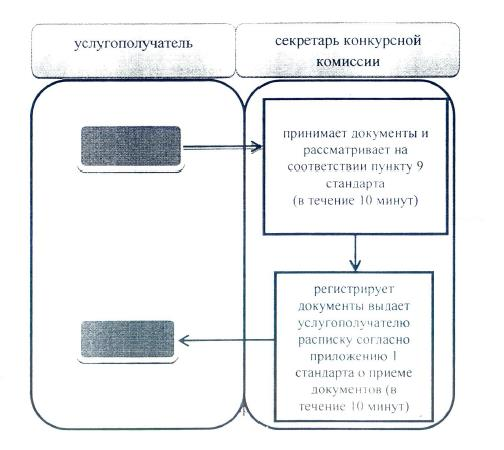 услугополучатель
секретарь конкурсной
комиссии
принимает документы и
рассматривает на
соответствии пункту 9
стандарта
(в течение 10 минут)
регистрирует
документы выдает
услугополучателю
расписку согласно
приложению 1
стандарта о приеме
документов (в
течение 10 минут)